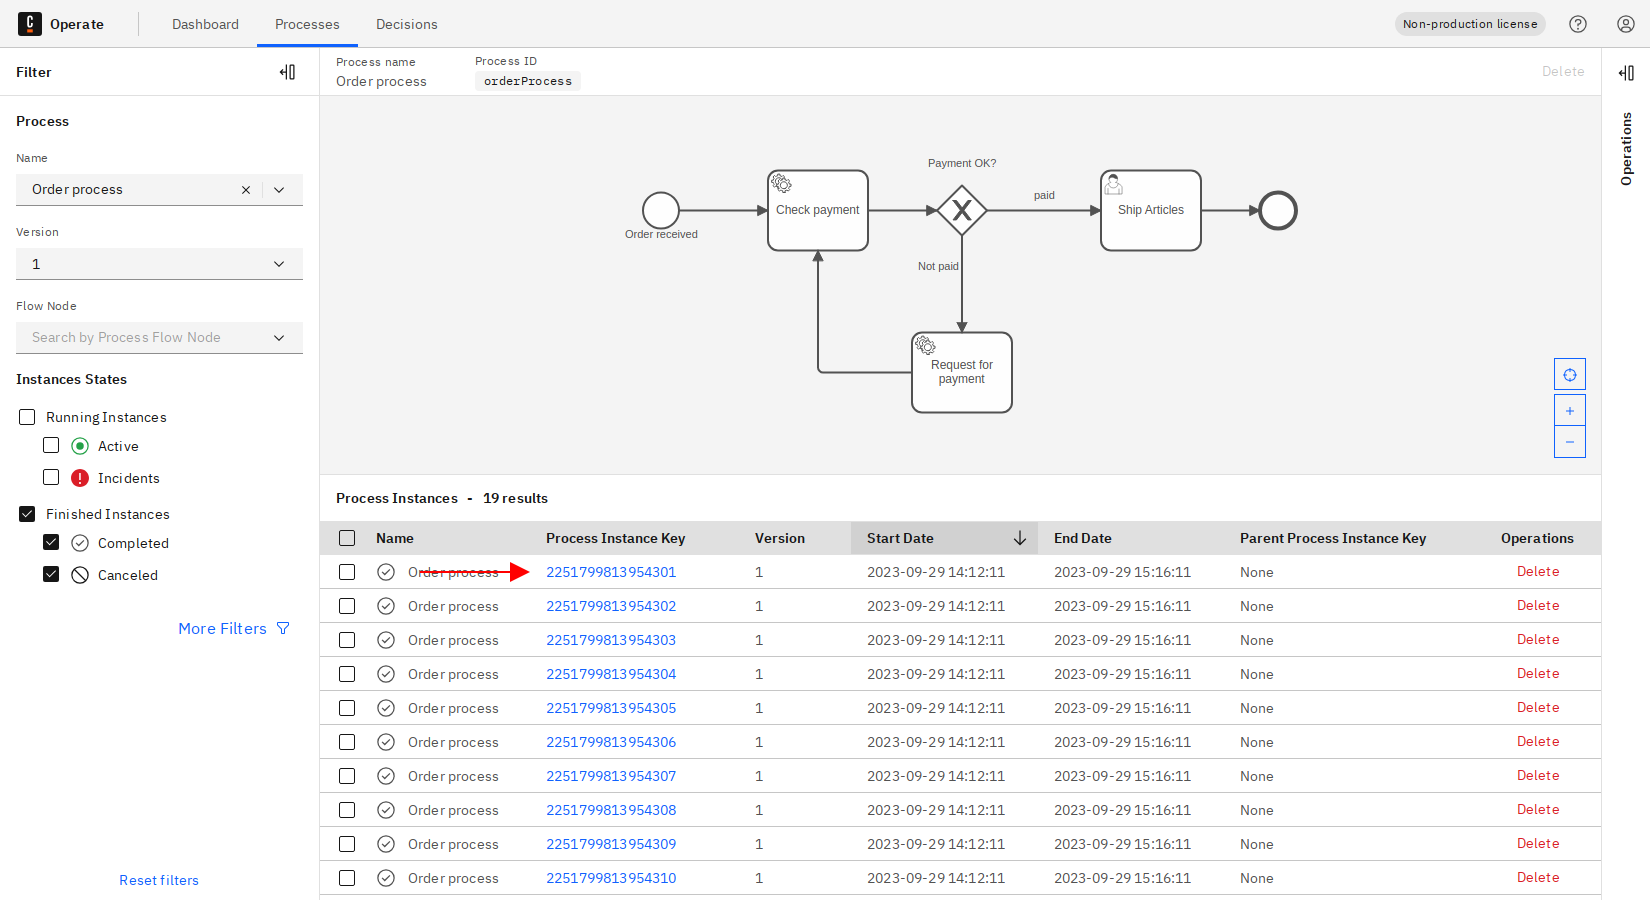 Operate Dashboard Processes Decisions Non-production license
Filter
Process
Name
Order process
Version
1
Flow Node
Search by Process Flow Node
Instances States
Running Instances
Active
Incidents
Finished Instances
Completed
Canceled
More Filters
Reset filters
Process name Process ID
Order process orderProcess Delete
Payment OK?
Check payment
paid
Ship Articles
Order received
Not paid
Request for
payment
Operations
Process Instances - 19 results
Name Process Instance Key Version Start Date End Date Parent Process Instance Key Operations
Order process 2251799813954301 1 2023-09-29 14:12:11 2023-09-29 15:16:11 None Delete
Order process 2251799813954302 1 2023-09-29 14:12:11 2023-09-29 15:16:11 None Delete
Order process 2251799813954303 1 2023-09-29 14:12:11 2023-09-29 15:16:11 None Delete
Order process 2251799813954304 1 2023-09-29 14:12:11 2023-09-29 15:16:11 None Delete
Order process 2251799813954305 1 2023-09-29 14:12:11 2023-09-29 15:16:11 None Delete
Order process 2251799813954306 1 2023-09-29 14:12:11 2023-09-29 15:16:11 None Delete
Order process 2251799813954307 1 2023-09-29 14:12:11 2023-09-29 15:16:11 None Delete
Order process 2251799813954308 1 2023-09-29 14:12:11 2023-09-29 15:16:11 None Delete
Order process 2251799813954309 1 2023-09-29 14:12:11 2023-09-29 15:16:11 None Delete
Order process 2251799813954310 1 2023-09-29 14:12:11 2023-09-29 15:16:11 None Delete